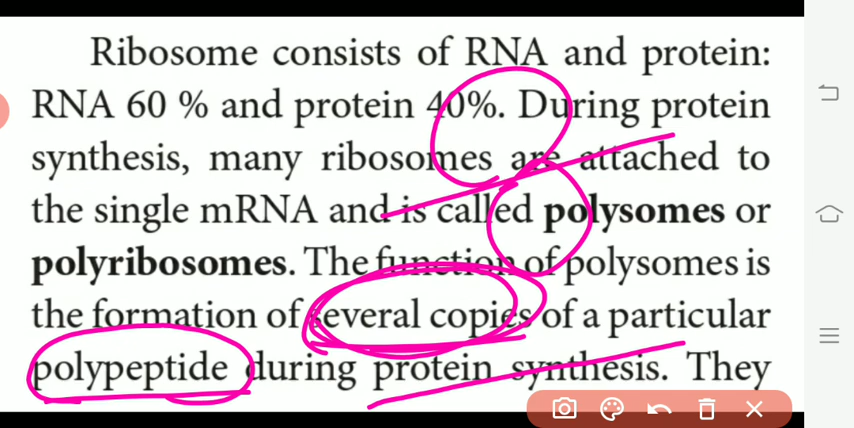 Ribosome consists of RNA and protein:
RNA 60 % and protein 40%. During protein
synthesis, many ribosomes are attached to
the single mRNA and is called polysomes or
polyribosomes. The function of polysomes is
the formation of several copies of a particular
polypeptide during protein synthesis. They